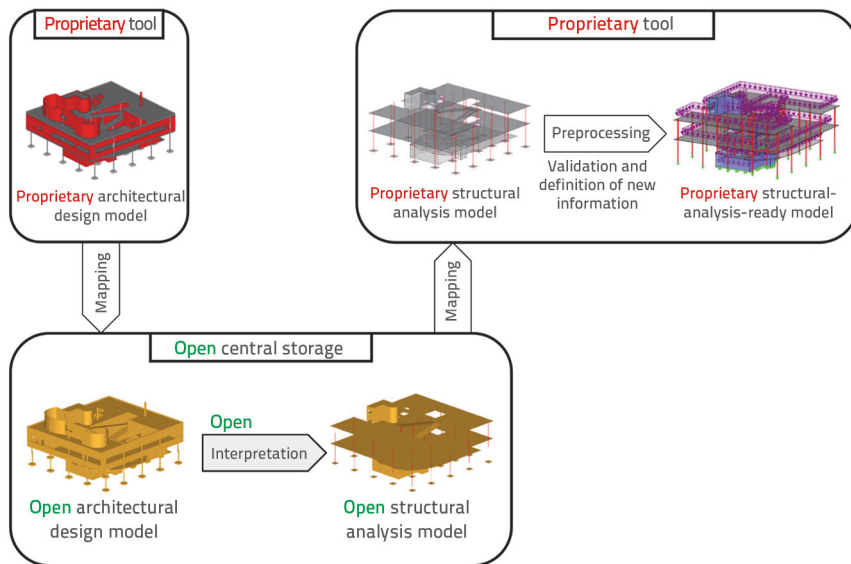 Proprietary tool
Proprietary architectural
design model
Mapping
Proprietary tool
Proprietary structural
analysis model
Preprocessing
Validation and
definition of new
information
Proprietary structural-
analysis-ready model
Mapping
Open central storage
Open architectural
design model
Open
Interpretation
Open structural
analysis model